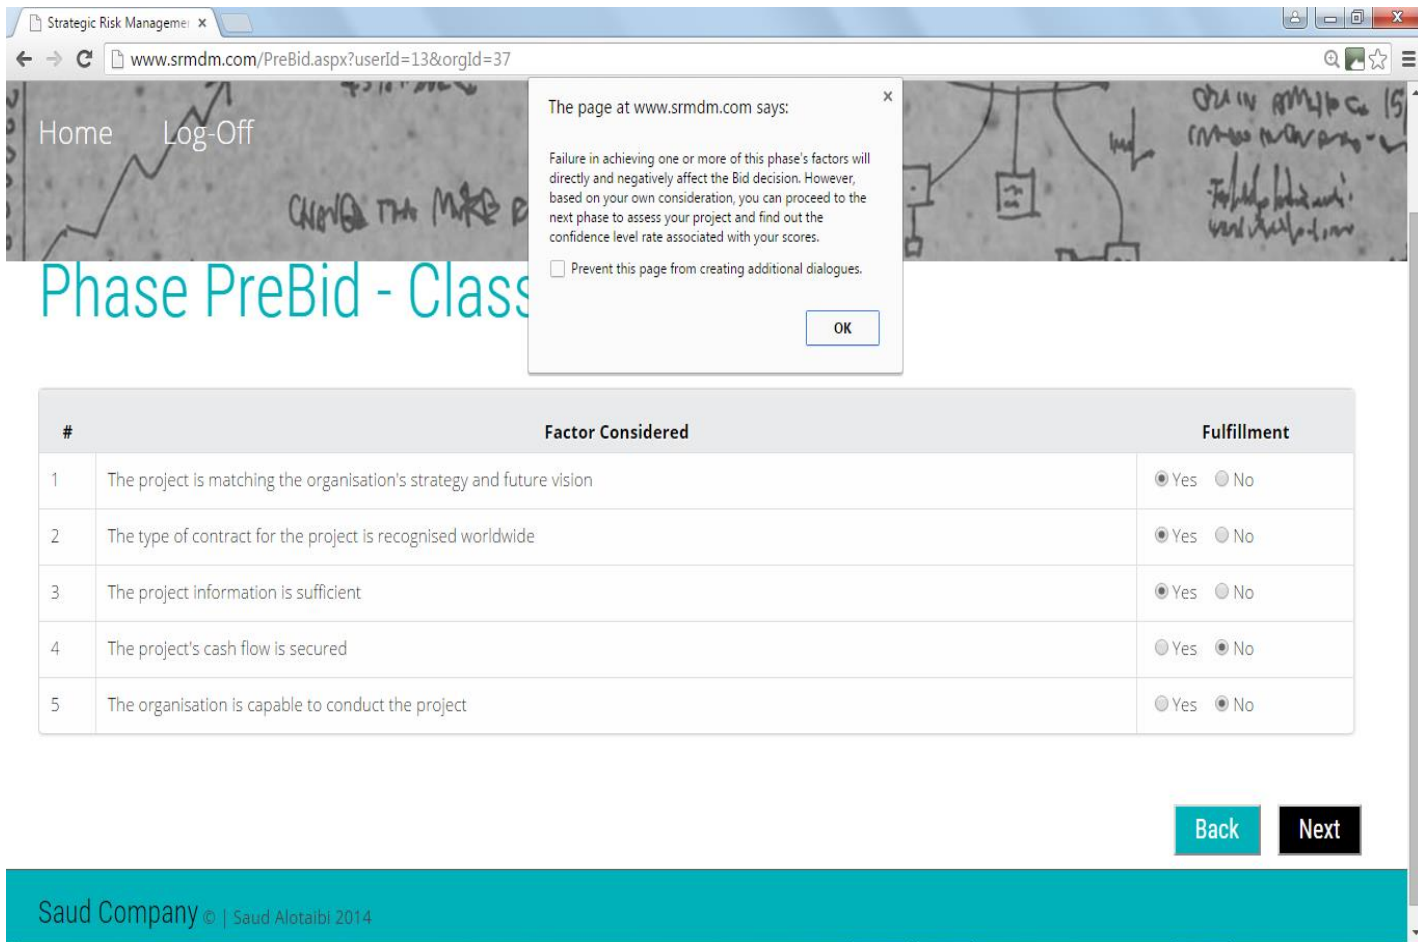 Strategic Risk Manageme
www.srmdm.com/PreBid.aspx?userId=13&orgId=37
Home Log-Off
CHANGE THE
The page at www.srmdm.com says:
Failure in achieving one or more of this phase's factors will
directly and negatively affect the Bid decision. However,
based on your own consideration, you can proceed to the
next phase to assess your project and find out the
confidence level rate associated with your scores.
Prevent this page from creating additional dialogues.
OK
Phase PreBid - Class
# Factor Considered Fulfillment
1 The project is matching the organisation's strategy and future vision Yes No
2 The type of contract for the project is recognised worldwide Yes No
3 The project information is sufficient Yes No
4 The project's cash flow is secured Yes No
5 The organisation is capable to conduct the project Yes No
Back Next
Saud Company © | Saud Alotaibi 2014